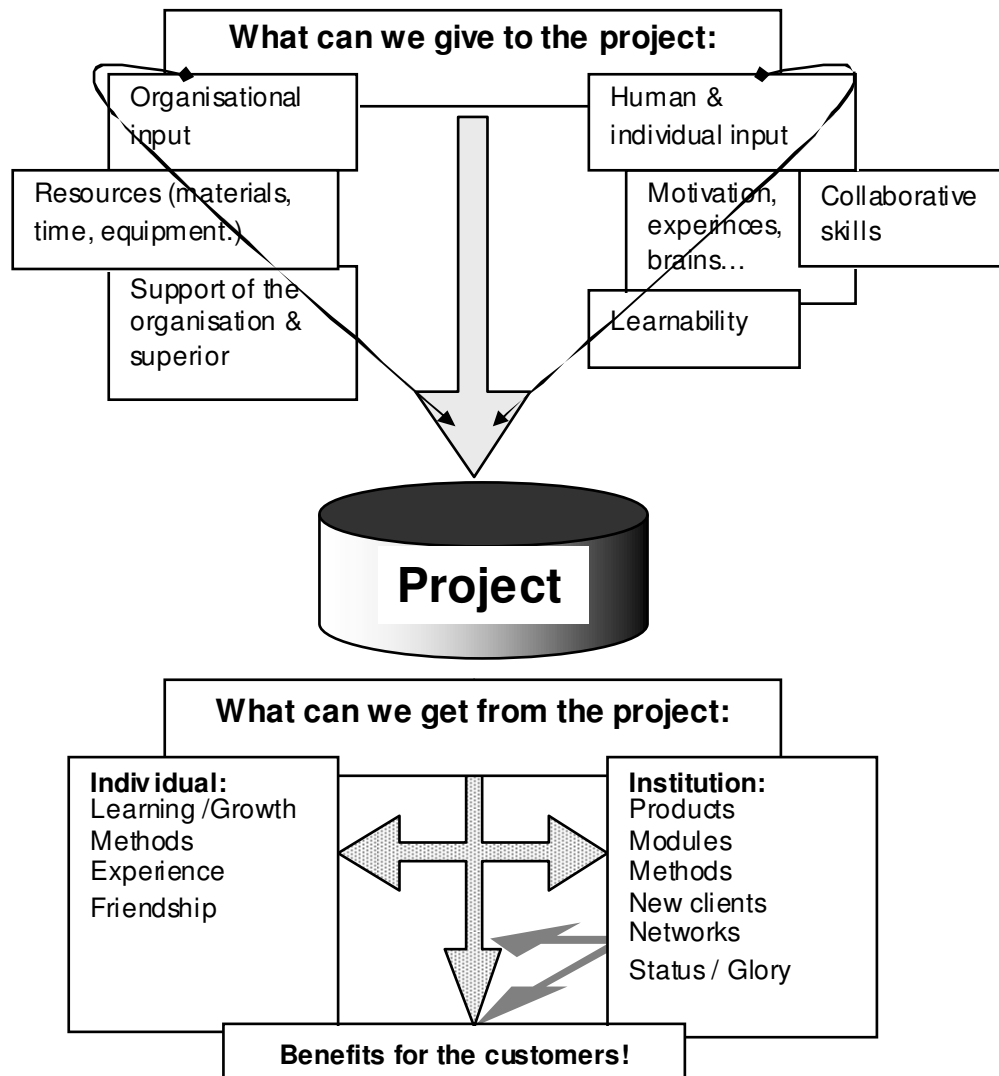 What can we give to the project:
Organisational
input
Human &
individual input
Resources (materials,
time, equipment.)
Motivation,
experinces,
brains…
Collaborative
skills
Support of the
organisation &
superior
Learnability
Project
What can we get from the project:
Individual:
Learning /Growth
Methods
Experience
Friendship
Institution:
Products
Modules
Methods
New clients
Networks
Status / Glory
Benefits for the customers!